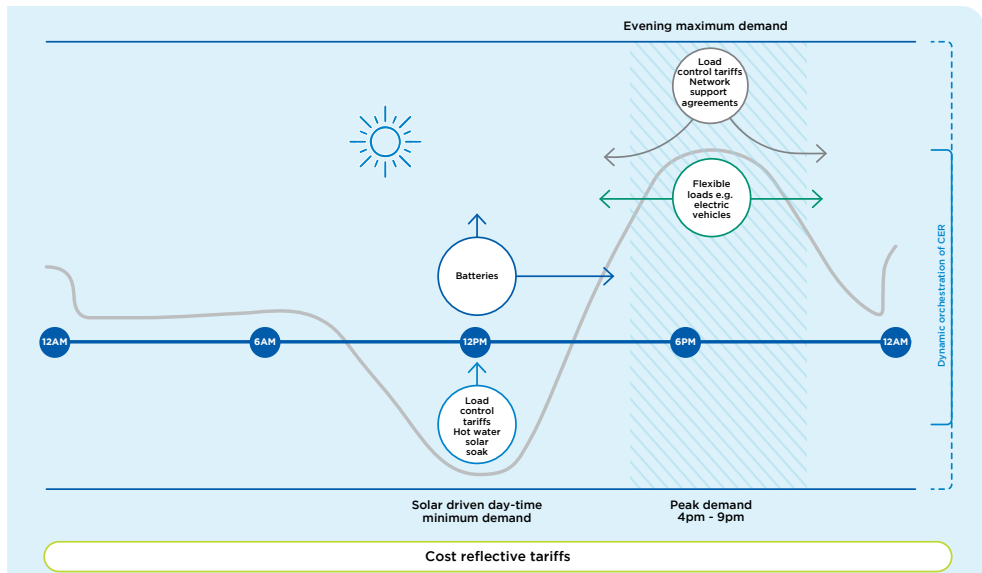 Evening maximum demand
Load
control tariffs
Network
support
agreements
Flexible
loads e.g.
electric
vehicles
Batteries
12AM
6AM
12PM
6PM
12AM
Load
control
tariffs
Hot water
solar
soak
Dynamic orchestration of CER
Solar driven day-time
minimum demand
Peak demand
4pm - 9pm
Cost reflective tariffs